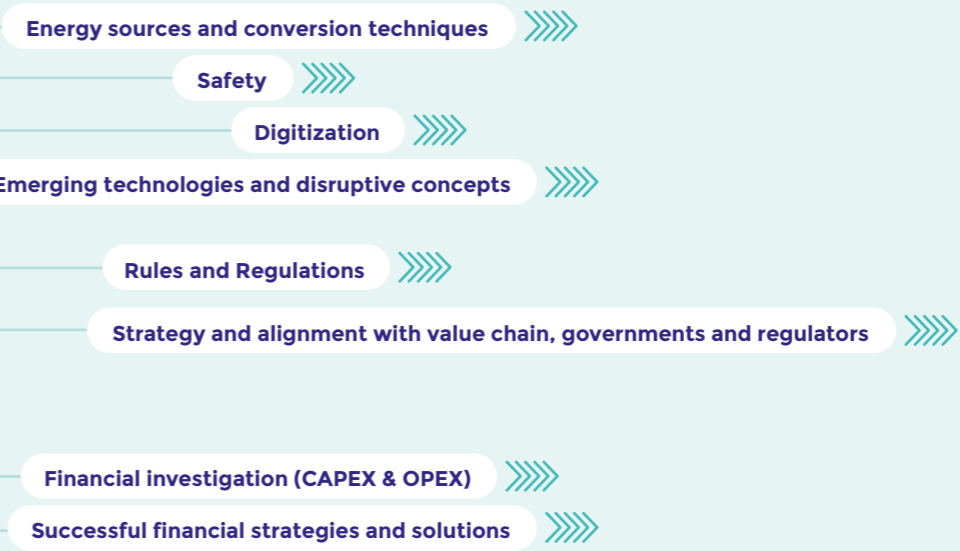 Energy sources and conversion techniques
Safety
Digitization
Emerging technologies and disruptive concepts
Rules and Regulations
Strategy and alignment with value chain, governments and regulators
Financial investigation (CAPEX & OPEX)
Successful financial strategies and solutions